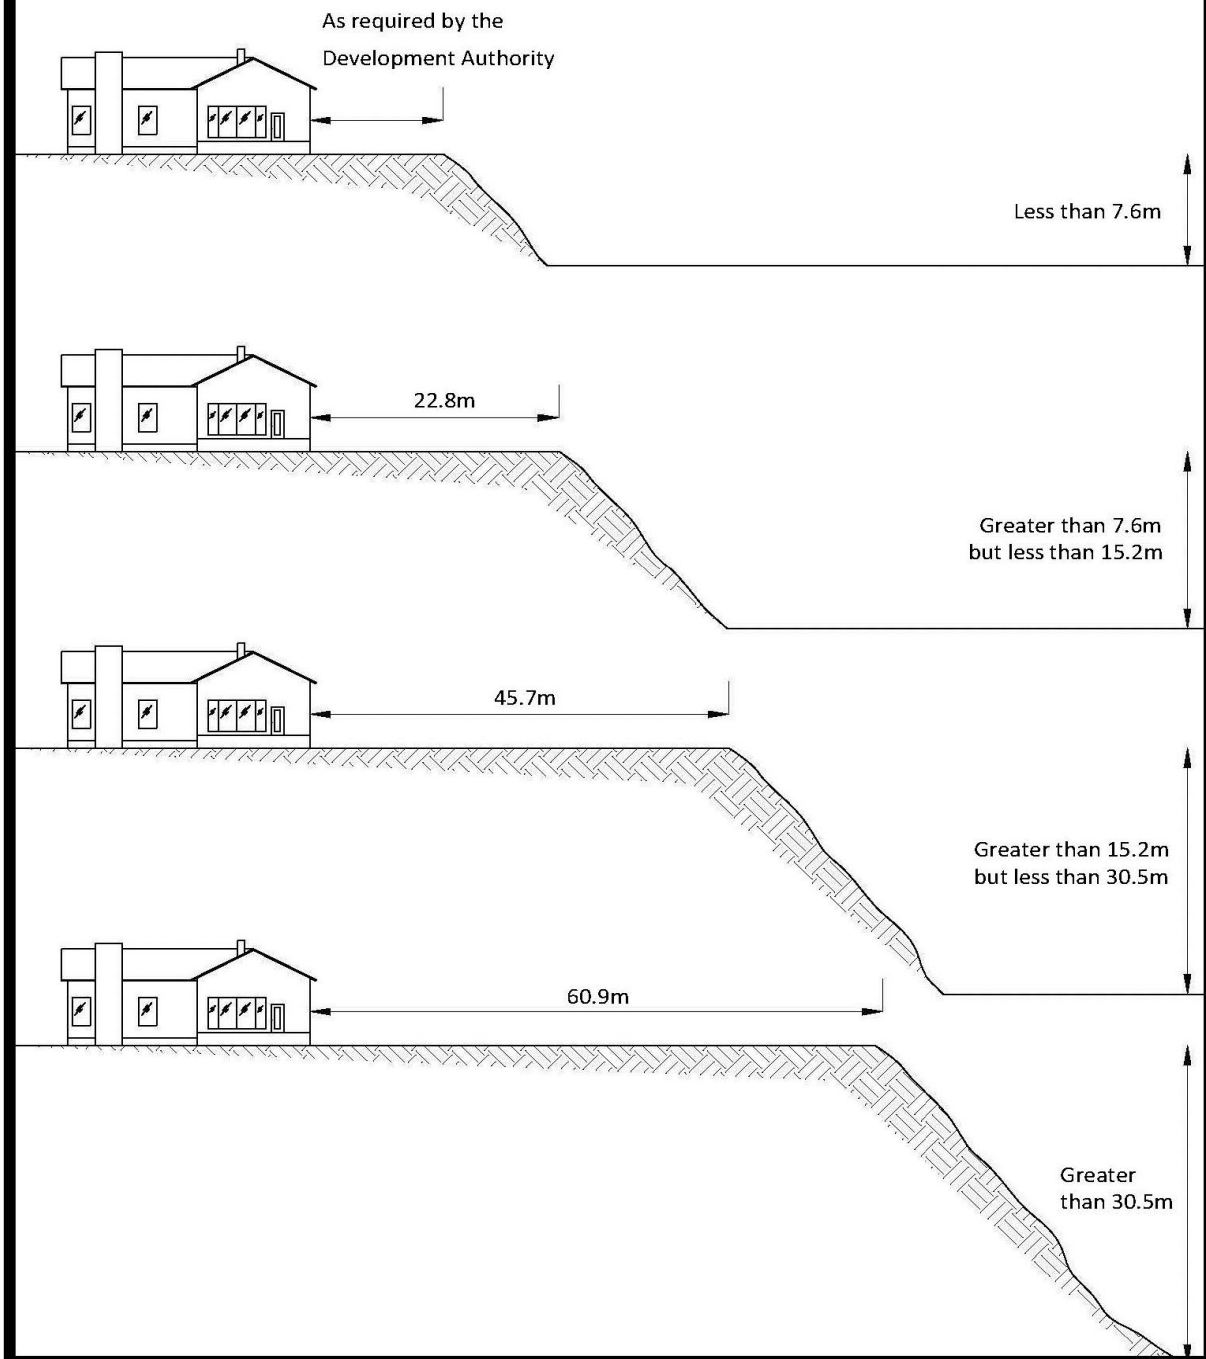 As required by the
Development Authority
Less than 7.6m
22.8m
Greater than 7.6m
but less than 15.2m
45.7m
Greater than 15.2m
but less than 30.5m
60.9m
Greater
than 30.5m